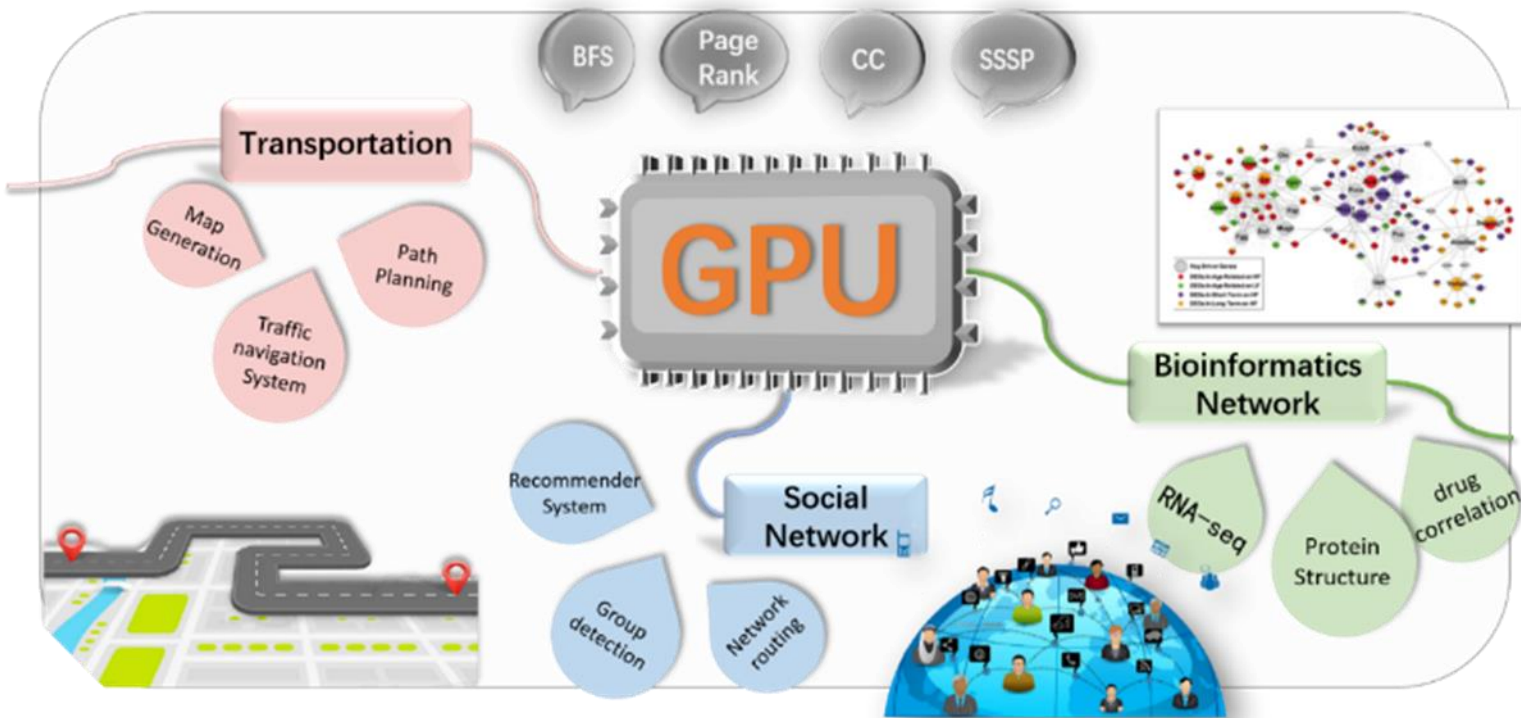 BFS
Page
Rank
CC
SSSP
Transportation
Map
Generation
Path
Planning
Traffic
navigation
System
GPU
Bioinformatics
Network
RNA-seq
Protein
Structure
drug
correlation
Social
Network
Recommender
System
Group
detection
Network
routing